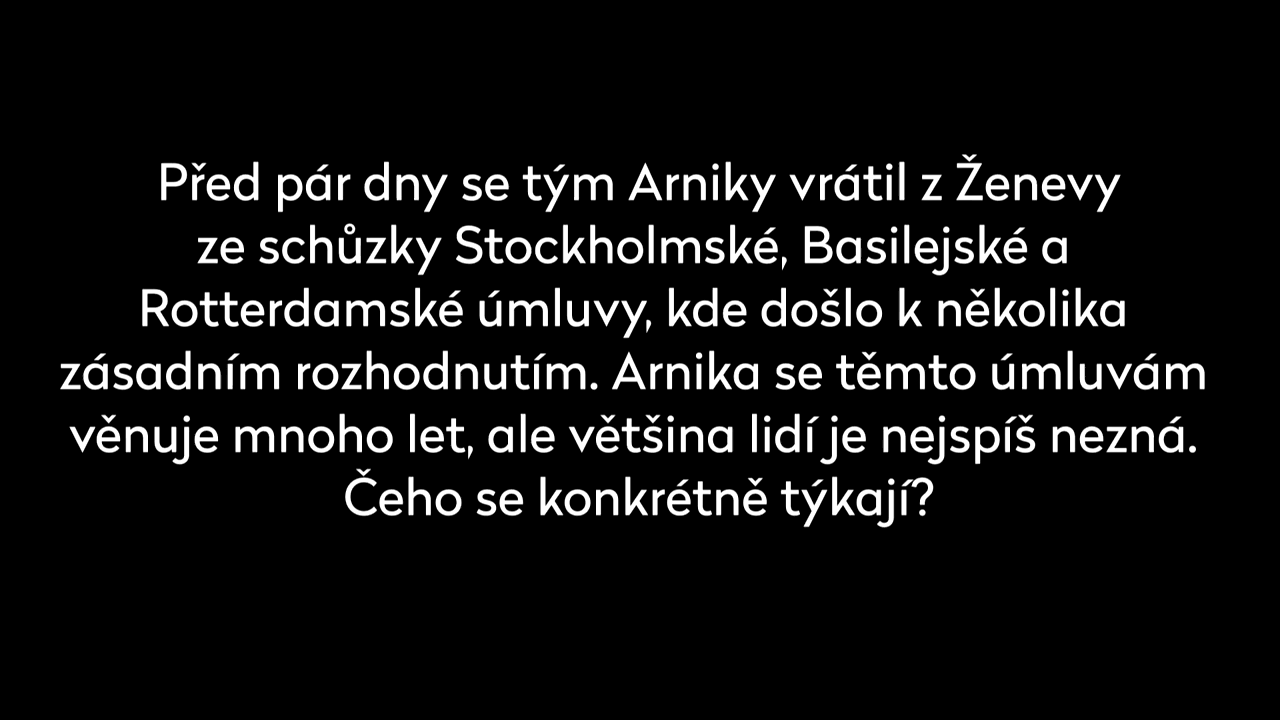 Před pár dny se tým Arniky vrátil z Ženevy
ze schůzky Stockholmské, Basilejské a
Rotterdamské úmluvy, kde došlo k několika
zásadním rozhodnutím. Arnika se těmto úmluvám
věnuje mnoho let, ale většina lidí je nejspíš nezná.
Čeho se konkrétně týkají?